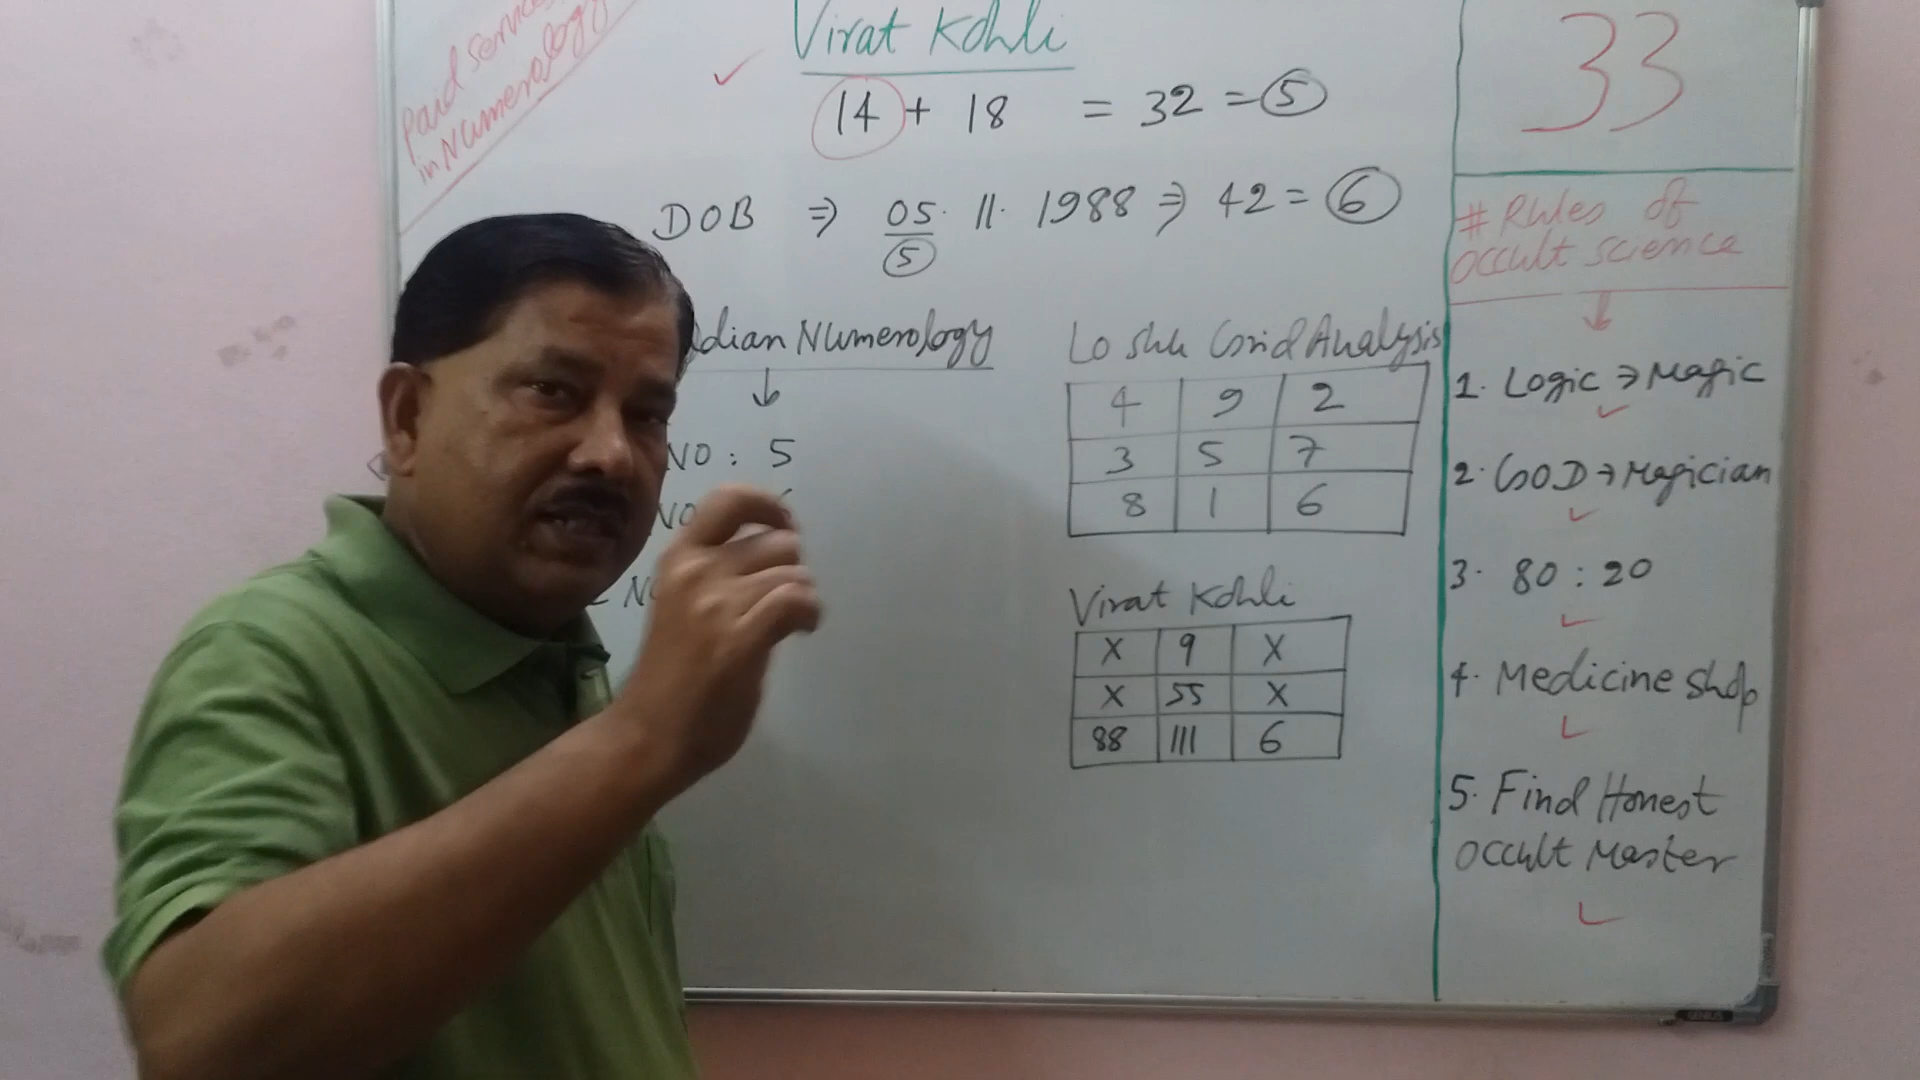 Paid Service
in Numerology
Virat Kohli
14 + 18 = 32 = 5
DOB ⇒ 05. 11. 1988 ⇒ 42 = 6
5
dian Numerology
↓
NO : 5
NO
NO
Lo Shu Grid Analysis
4 9 2
3 5 7
8 1 6
Virat Kohli
X 9 X
X 55 X
88 111 6
33
# Rules of
occult science
↓
1. Logic → Magic
2. GOD → Magician
3. 80 : 20
4. Medicine shop
5. Find Honest
occult Master